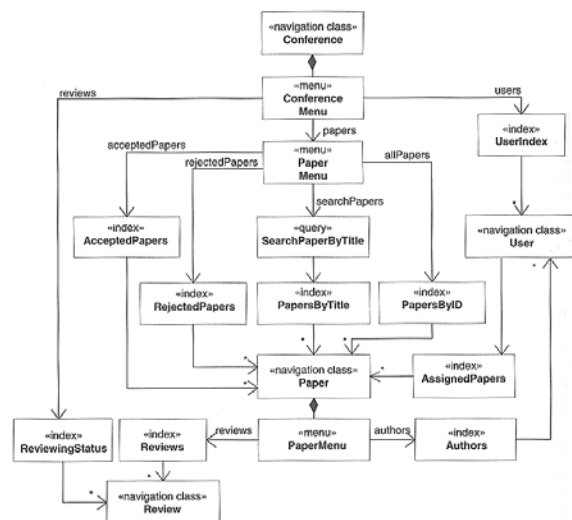 «navigation class»
Conference
reviews
«menu»
Conference
Menu
users
papers
«index»
UserIndex
acceptedPapers
rejectedPapers
«menu»
Paper
Menu
allPapers
searchPapers
*
«index»
AcceptedPapers
«query»
SearchPaperByTitle
«navigation class»
User
*
«index»
RejectedPapers
«index»
PapersByTitle
«index»
PapersByID
*
*
*
*
«navigation class»
Paper
*
«index»
AssignedPapers
«index»
ReviewingStatus
«index»
Reviews
reviews
«menu»
PaperMenu
authors
«index»
Authors
*
*
«navigation class»
Review